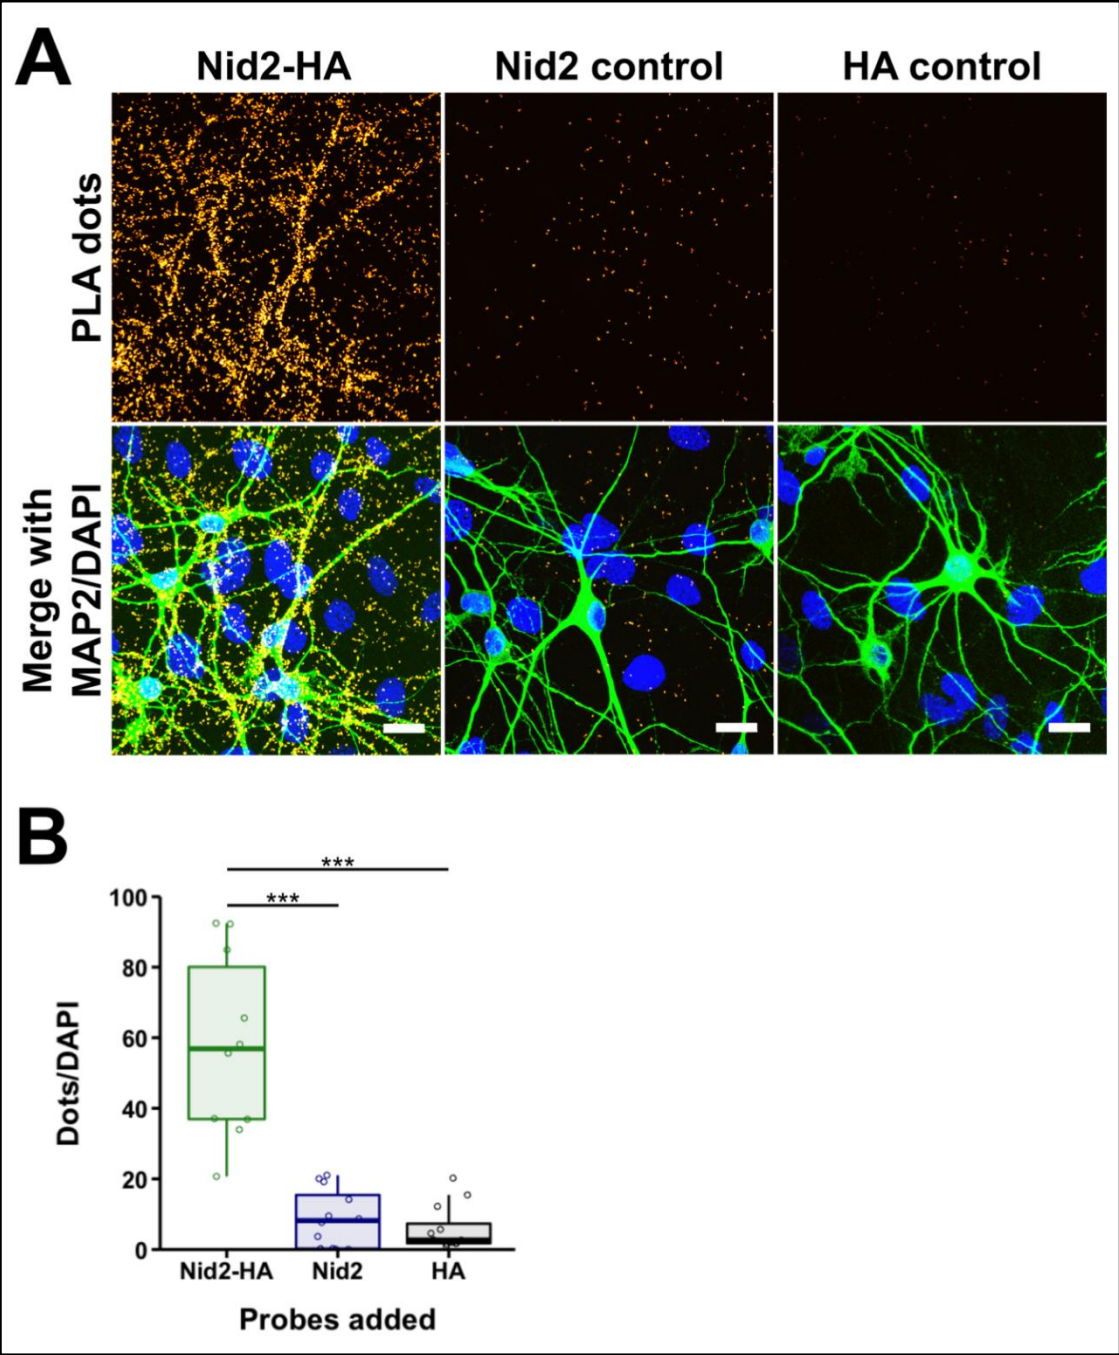 A
Nid2-HA
Nid2 control
HA control
PLA dots
Merge with
MAP2/DAPI
B
***
***
100
80
60
40
20
0
Dots/DAPI
Nid2-HA
Nid2
HA
Probes added